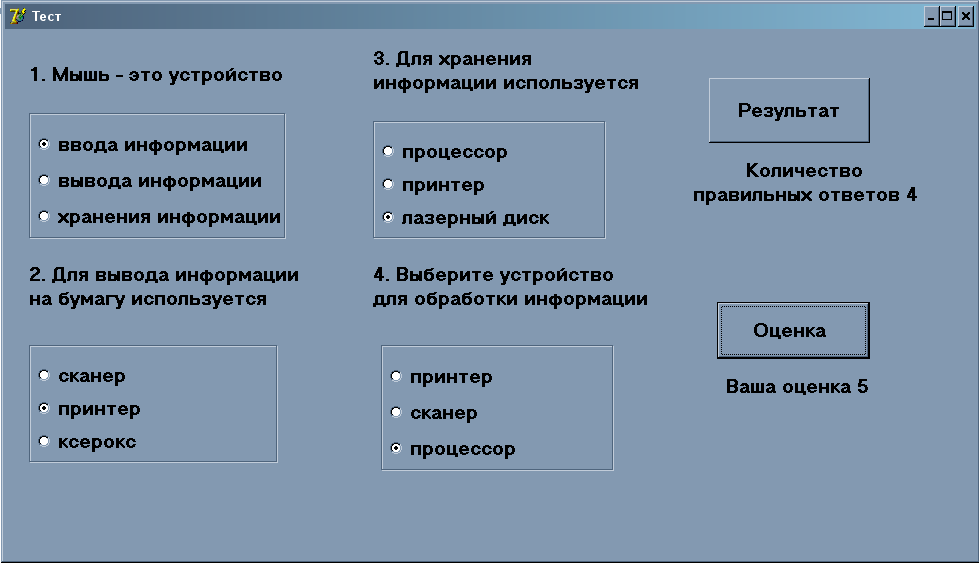 Тест
1. Мышь - это устройство
ввода информации
вывода информации
хранения информации
2. Для вывода информации
на бумагу используется
сканер
принтер
ксерокс
3. Для хранения
информации используется
процессор
принтер
лазерный диск
4. Выберите устройство
для обработки информации
принтер
сканер
процессор
Результат
Количество
правильных ответов 4
Оценка
Ваша оценка 5